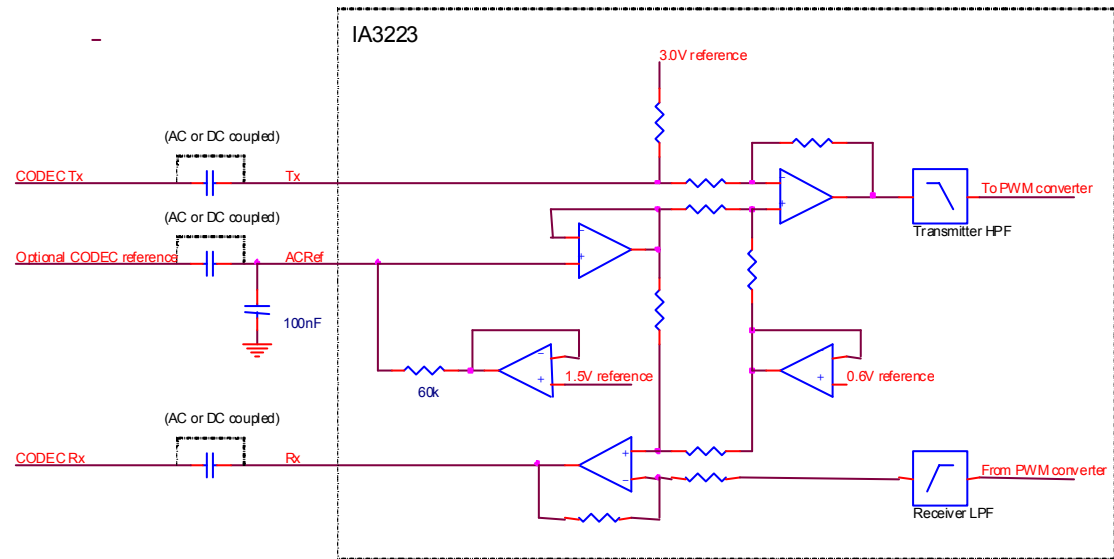 IA3223
3.0V reference
(AC or DC coupled)
CODEC Tx
Tx
To PWM converter
(AC or DC coupled)
Transmitter HPF
Optional CODEC reference
ACRef
100nF
1.5V reference
0.6V reference
60k
(AC or DC coupled)
CODEC Rx
Rx
From PWM converter
Receiver LPF